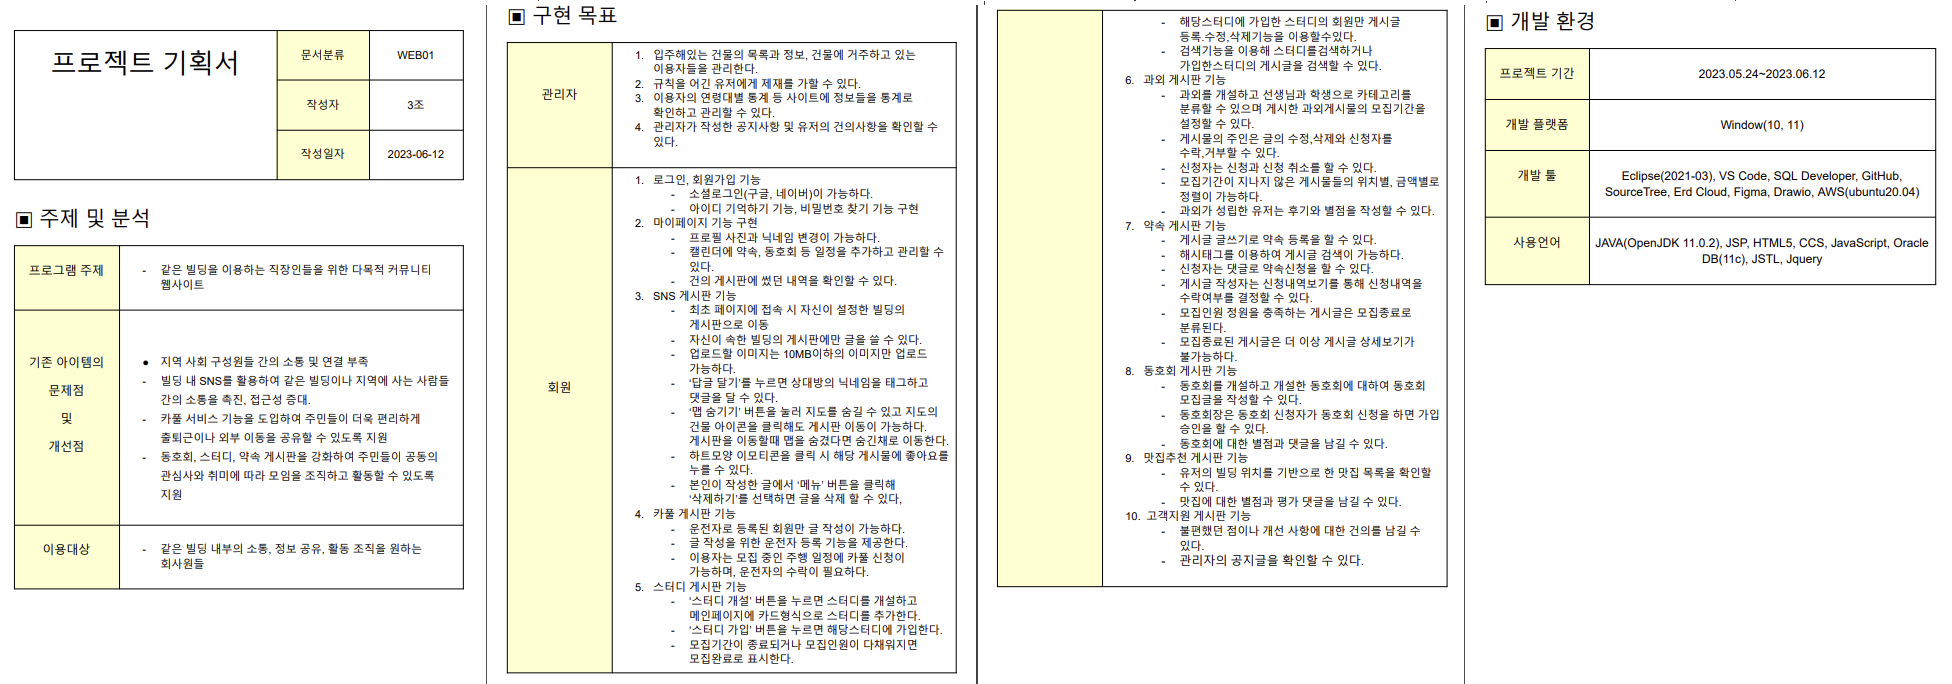 프로젝트 기획서
문서분류
WEB01
작성자
3조
작성일자
2023-06-12
▣ 주제 및 분석
프로그램 주제
- 같은 빌딩을 이용하는 직장인들을 위한 다목적 커뮤니티
웹사이트
기존 아이템의
문제점
및
개선점
● 지역 사회 구성원들 간의 소통 및 연결 부족
- 빌딩 내 SNS를 활용하여 같은 빌딩이나 지역에 사는 사람들
간의 소통을 촉진, 접근성 증대.
- 카풀 서비스 기능을 도입하여 주민들이 더욱 편리하게
출퇴근이나 외부 이동을 공유할 수 있도록 지원
- 동호회, 스터디, 약속 게시판을 강화하여 주민들이 공동의
관심사와 취미에 따라 모임을 조직하고 활동할 수 있도록
지원
이용대상
- 같은 빌딩 내부의 소통, 정보 공유, 활동 조직을 원하는
회사원들
▣ 구현 목표
관리자
1. 입주해있는 건물의 목록과 정보, 건물에 거주하고 있는
이용자들을 관리한다.
2. 규칙을 어긴 유저에게 제재를 가할 수 있다.
3. 이용자의 연령대별 통계 등 사이트에 정보들을 통계로
확인하고 관리할 수 있다.
4. 관리자가 작성한 공지사항 및 유저의 건의사항을 확인할 수
있다.
회원
1. 로그인, 회원가입 기능
- 소셜로그인(구글, 네이버)이 가능하다.
- 아이디 기억하기 기능, 비밀번호 찾기 기능 구현
2. 마이페이지 기능 구현
- 프로필 사진과 닉네임 변경이 가능하다.
- 캘린더에 약속, 동호회 등 일정을 추가하고 관리할 수
있다.
- 건의 게시판에 썼던 내역을 확인할 수 있다.
3. SNS 게시판 기능
- 최초 페이지에 접속 시 자신이 설정한 빌딩의
게시판으로 이동
- 자신이 속한 빌딩의 게시판에만 글을 쓸 수 있다.
- 업로드할 이미지는 10MB이하의 이미지만 업로드
가능하다.
- ‘답글 달기’를 누르면 상대방의 닉네임을 태그하고
댓글을 달 수 있다.
- ‘맵 숨기기’ 버튼을 눌러 지도를 숨길 수 있고 지도의
건물 아이콘을 클릭해도 게시판 이동이 가능하다.
게시판을 이동할때 맵을 숨겼다면 숨긴채로 이동한다.
- 하트모양 이모티콘을 클릭 시 해당 게시물에 좋아요를
누를 수 있다.
- 본인이 작성한 글에서 ‘메뉴’ 버튼을 클릭해
‘삭제하기’를 선택하면 글을 삭제 할 수 있다,
4. 카풀 게시판 기능
- 운전자로 등록된 회원만 글 작성이 가능하다.
- 글 작성을 위한 운전자 등록 기능을 제공한다.
- 이용자는 모집 중인 주행 일정에 카풀 신청이
가능하며, 운전자의 수락이 필요하다.
5. 스터디 게시판 기능
- ‘스터디 개설’ 버튼을 누르면 스터디를 개설하고
메인페이지에 카드형식으로 스터디를 추가한다.
- ‘스터디 가입’ 버튼을 누르면 해당스터디에 가입한다.
- 모집기간이 종료되거나 모집인원이 다채워지면
모집완료로 표시한다.
- 해당스터디에 가입한 스터디의 회원만 게시글
등록.수정,삭제기능을 이용할수있다.
- 검색기능을 이용해 스터디를검색하거나
가입한스터디의 게시글을 검색할 수 있다.
6. 과외 게시판 기능
- 과외를 개설하고 선생님과 학생으로 카테고리를
분류할 수 있으며 게시한 과외게시물의 모집기간을
설정할 수 있다.
- 게시물의 주인은 글의 수정,삭제와 신청자를
수락,거부할 수 있다.
- 신청자는 신청과 신청 취소를 할 수 있다.
- 모집기간이 지나지 않은 게시물들의 위치별, 금액별로
정렬이 가능하다.
- 과외가 성립한 유저는 후기와 별점을 작성할 수 있다.
7. 약속 게시판 기능
- 게시글 글쓰기로 약속 등록을 할 수 있다.
- 해시태그를 이용하여 게시글 검색이 가능하다.
- 신청자는 댓글로 약속신청을 할 수 있다.
- 게시글 작성자는 신청내역보기를 통해 신청내역을
수락여부를 결정할 수 있다.
- 모집인원 정원을 충족하는 게시글은 모집종료로
분류된다.
- 모집종료된 게시글은 더 이상 게시글 상세보기가
불가능하다.
8. 동호회 게시판 기능
- 동호회를 개설하고 개설한 동호회에 대하여 동호회
모집글을 작성할 수 있다.
- 동호회장은 동호회 신청자가 동호회 신청을 하면 가입
승인을 할 수 있다.
- 동호회에 대한 별점과 댓글을 남길 수 있다.
9. 맛집추천 게시판 기능
- 유저의 빌딩 위치를 기반으로 한 맛집 목록을 확인할
수 있다.
- 맛집에 대한 별점과 평가 댓글을 남길 수 있다.
10. 고객지원 게시판 기능
- 불편했던 점이나 개선 사항에 대한 건의를 남길 수
있다.
- 관리자의 공지글을 확인할 수 있다.
▣ 개발 환경
프로젝트 기간
2023.05.24~2023.06.12
개발 플랫폼
Window(10, 11)
개발 툴
Eclipse(2021-03), VS Code, SQL Developer, GitHub,
SourceTree, Erd Cloud, Figma, Drawio, AWS(ubuntu20.04)
사용언어
JAVA(OpenJDK 11.0.2), JSP, HTML5, CCS, JavaScript, Oracle
DB(11c), JSTL, Jquery